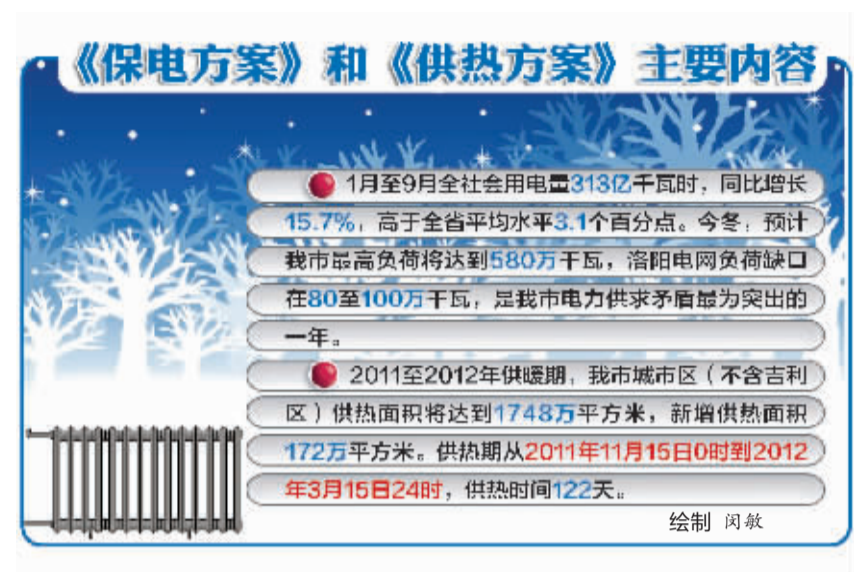 《保电方案》和《供热方案》主要内容
1月至9月全社会用电量313亿千瓦时，同比增长
15.7%，高于全省平均水平3.1个百分点。今冬，预计
我市最高负荷将达到580万千瓦，洛阳电网负荷缺口
在80至100万千瓦，是我市电力供求矛盾最为突出的
一年。
2011至2012年供暖期，我市城市区（不含吉利
区）供热面积将达到1748万平方米，新增供热面积
172万平方米。供热期从2011年11月15日0时到2012
年3月15日24时，供热时间122天。
绘制 闵敏